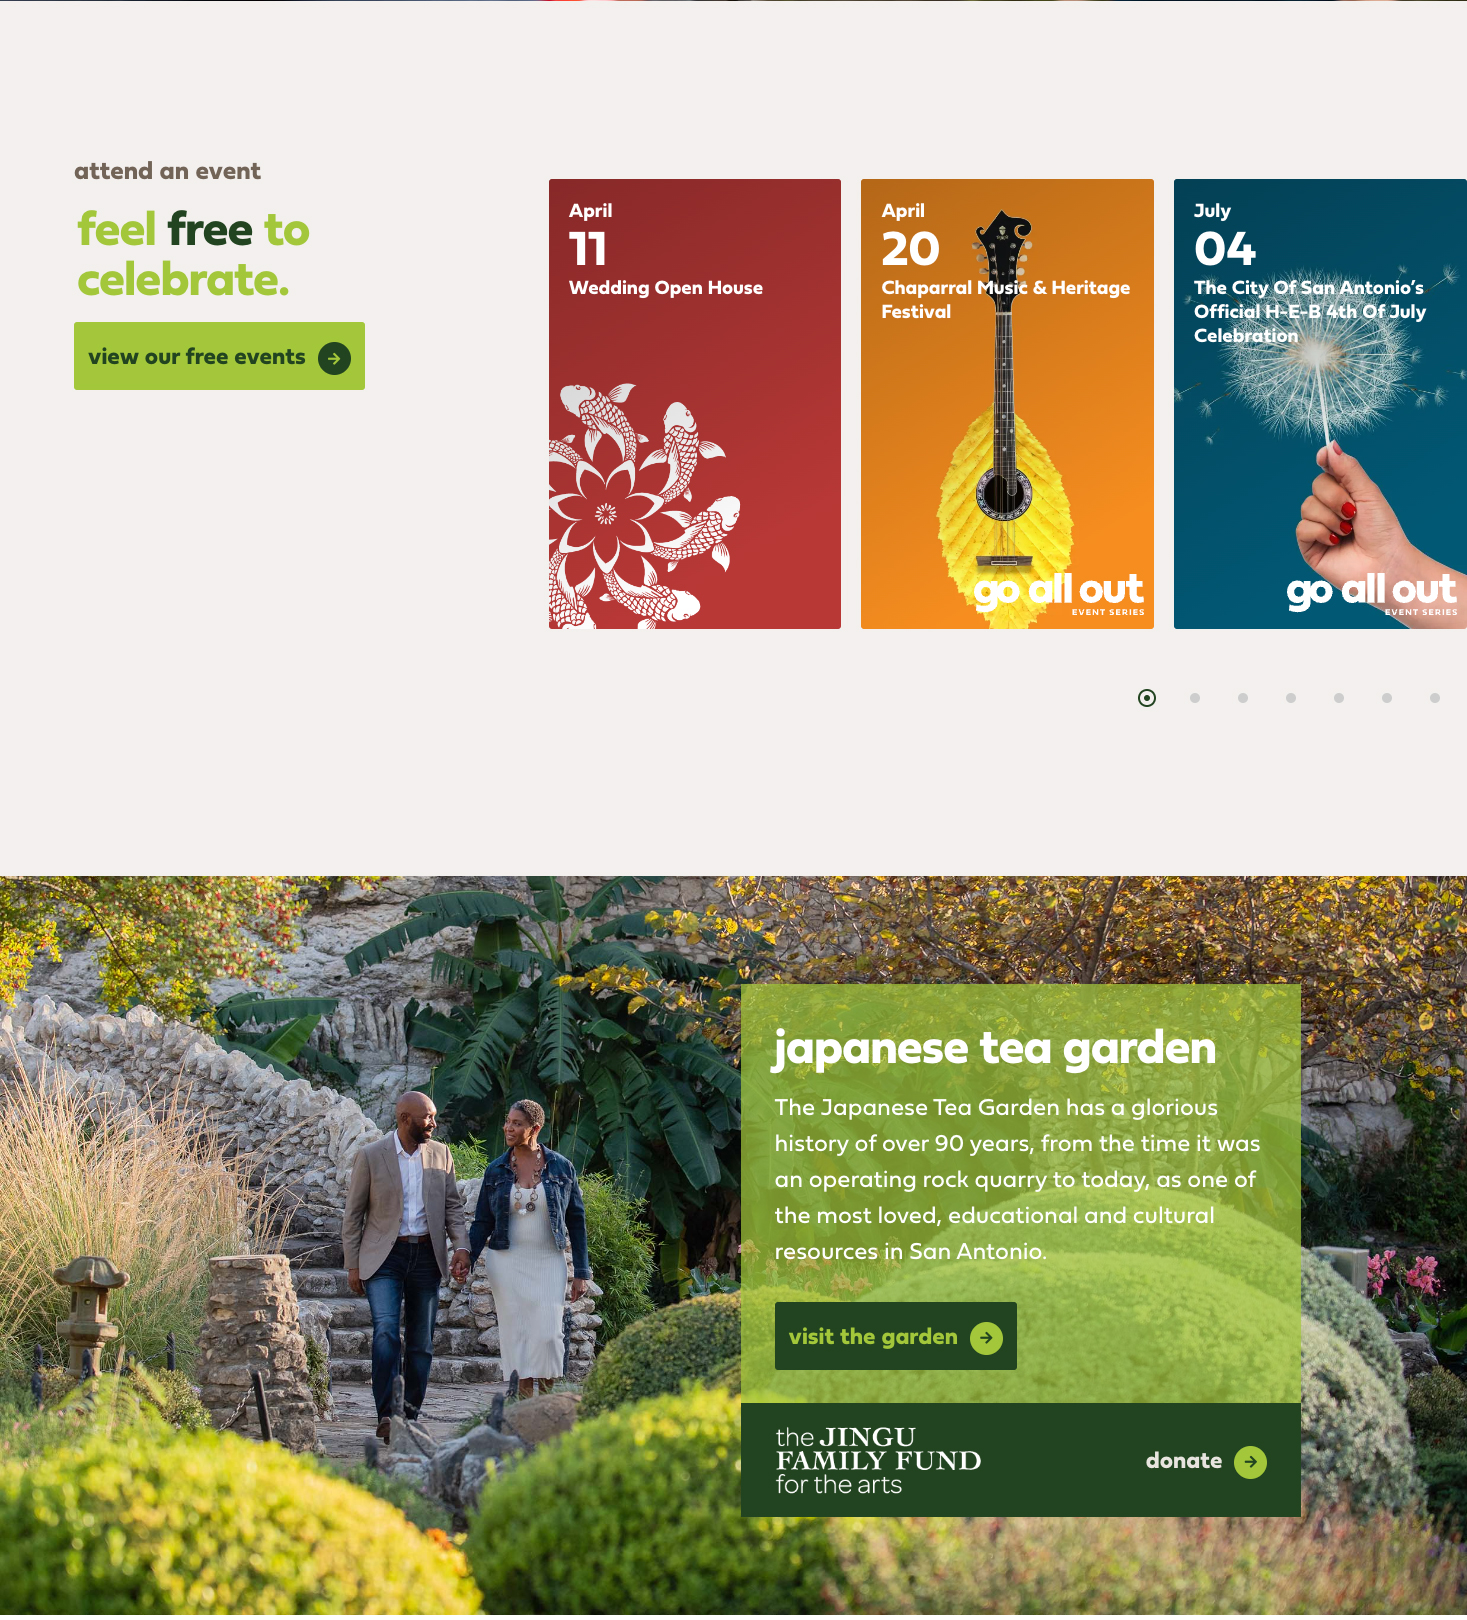 attend an event
feel free to
celebrate.
view our free events
April
11
Wedding Open House
April
20
Chaparral Music & Heritage
Festival
go all out
EVENT SERIES
July
04
The City Of San Antonio's
Official H-E-B 4th Of July
Celebration
go all out
EVENT SERIES
japanese tea garden
The Japanese Tea Garden has a glorious
history of over 90 years, from the time it was
an operating rock quarry to today, as one of
the most loved, educational and cultural
resources in San Antonio.
visit the garden
the JINGU
FAMILY FUND
for the arts
donate